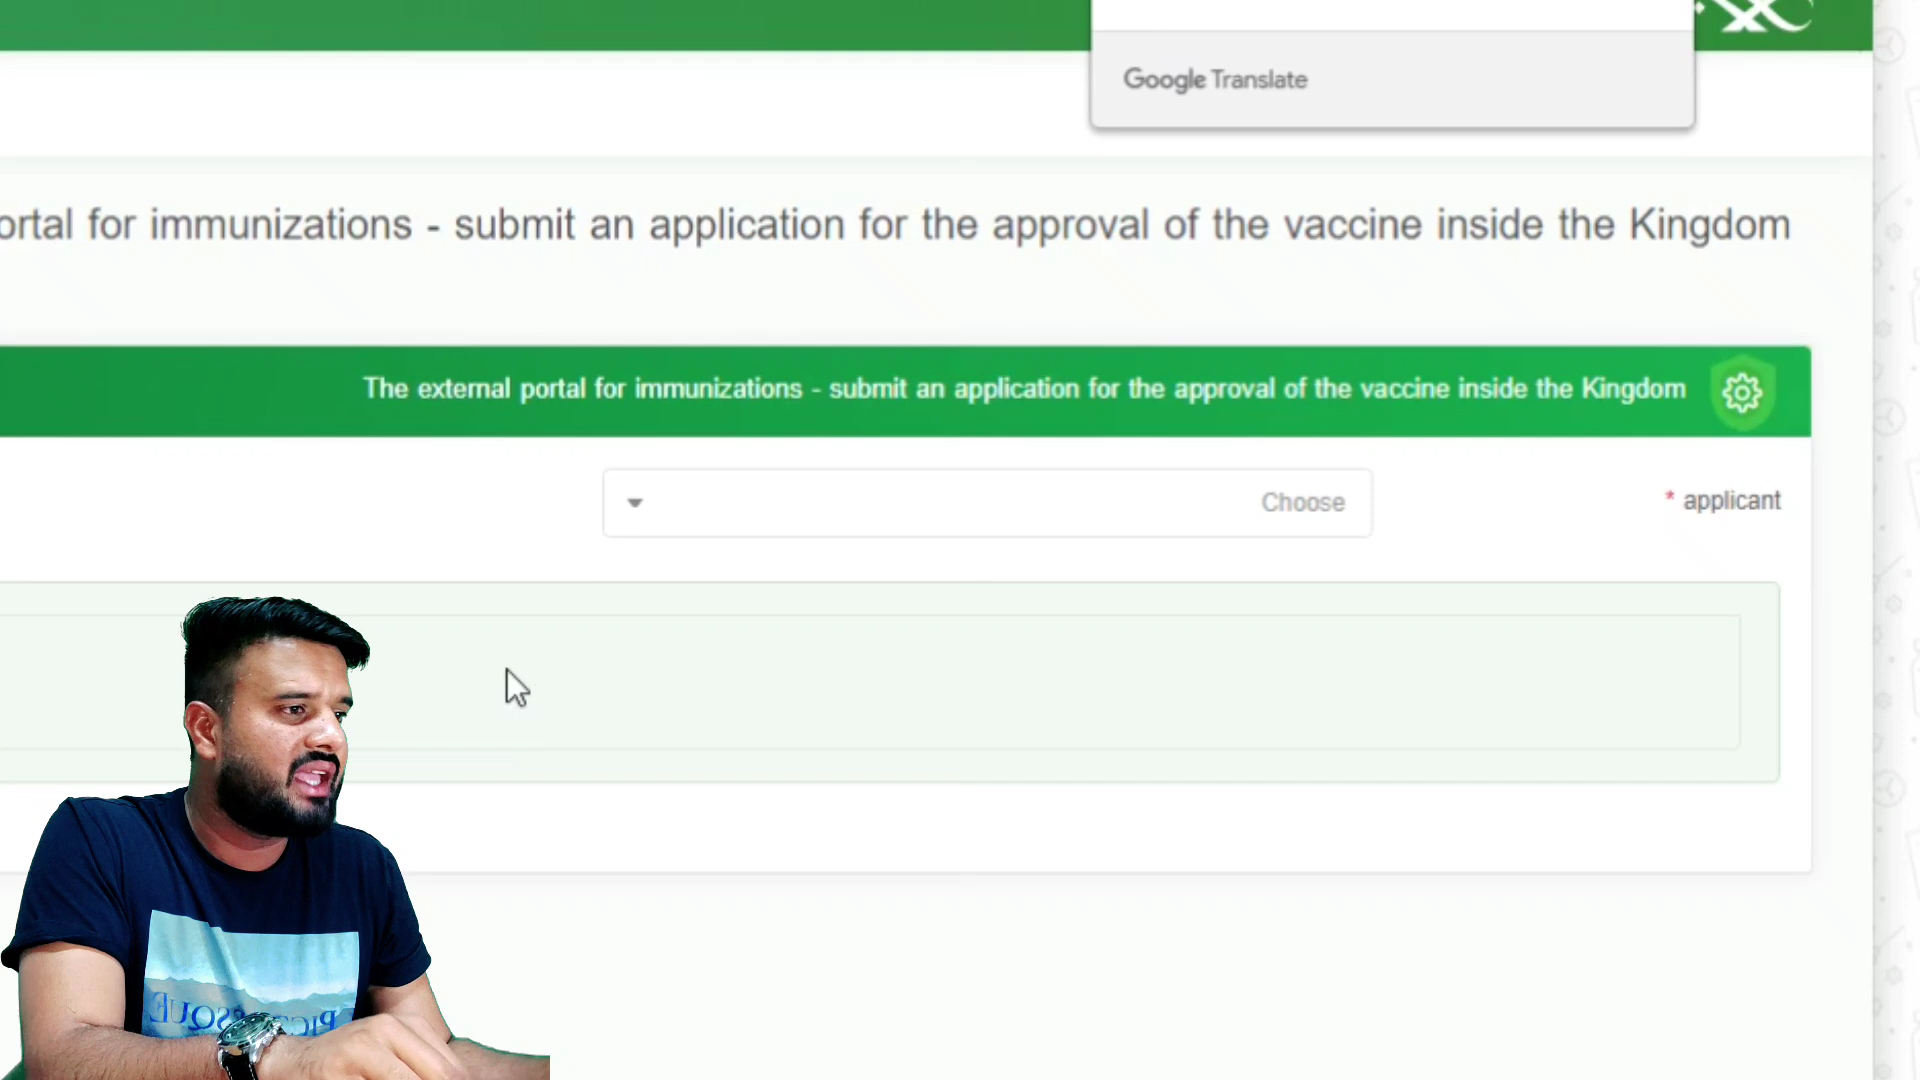 Google Translate
ortal for immunizations - submit an application for the approval of the vaccine inside the Kingdom
The external portal for immunizations - submit an application for the approval of the vaccine inside the Kingdom
Choose
* applicant